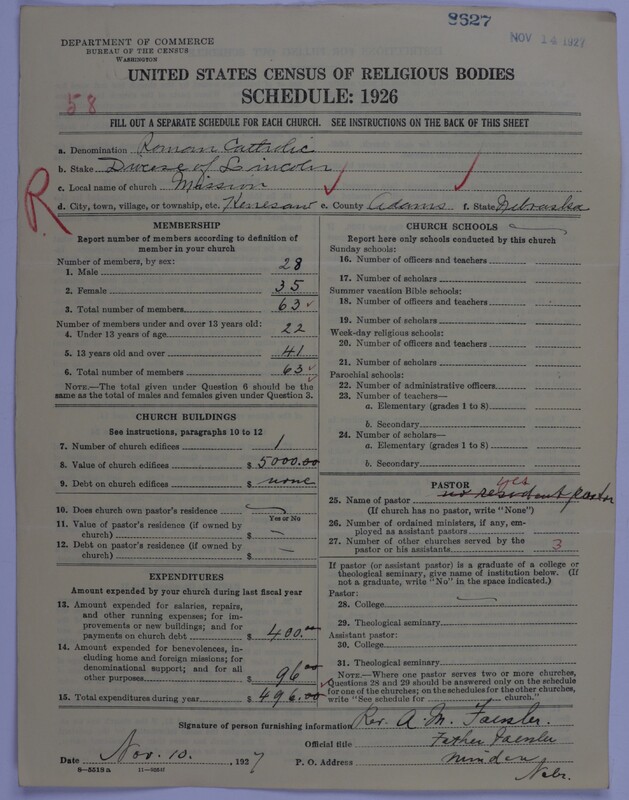 8627
NOV 14 1927
DEPARTMENT OF COMMERCE
BUREAU OF THE CENSUS
WASHINGTON
UNITED STATES CENSUS OF RELIGIOUS BODIES
SCHEDULE: 1926
58
FILL OUT A SEPARATE SCHEDULE FOR EACH CHURCH. SEE INSTRUCTIONS ON THE BACK OF THIS SHEET
a. Denomination Roman Catholic
b. Stake Diocese of Lincoln
c. Local name of church Mission
R
d. City, town, village, or township, etc. Kenesaw e. County Adams f. State Nebraska
MEMBERSHIP
Report number of members according to definition of
member in your church
Number of members, by sex:
1. Male 28
2. Female 35
3. Total number of members 63
Number of members under and over 13 years old:
4. Under 13 years of age 22
5. 13 years old and over 41
6. Total number of members 63
NOTE.—The total given under Question 6 should be the
same as the total of males and females given under Question 3.
CHURCH BUILDINGS
See instructions, paragraphs 10 to 12
7. Number of church edifices 1
8. Value of church edifices $ 5000.00
9. Debt on church edifices $ none
10. Does church own pastor's residence
Yes or No
11. Value of pastor's residence (if owned by
church) $ —
12. Debt on pastor's residence (if owned by
church) $ —
EXPENDITURES
Amount expended by your church during last fiscal year
13. Amount expended for salaries, repairs,
and other running expenses; for im-
provements or new buildings; and for
payments on church debt $ 400.00
14. Amount expended for benevolences, in-
cluding home and foreign missions; for
denominational support; and for all
other purposes $ 96 00
15. Total expenditures during year $ 496.00
CHURCH SCHOOLS
Report here only schools conducted by this church
Sunday schools:
16. Number of officers and teachers
17. Number of scholars
Summer vacation Bible schools:
18. Number of officers and teachers
19. Number of scholars
Week-day religious schools:
20. Number of officers and teachers
21. Number of scholars
Parochial schools:
22. Number of administrative officers
23. Number of teachers—
a. Elementary (grades 1 to 8)
b. Secondary
24. Number of scholars—
a. Elementary (grades 1 to 8)
b. Secondary
PASTOR
yes
25. Name of pastor no resident pastor
(If church has no pastor, write "None")
26. Number of ordained ministers, if any, em-
ployed as assistant pastors
27. Number of other churches served by the
pastor or his assistants 3
If pastor (or assistant pastor) is a graduate of a college or
theological seminary, give name of institution below. (If
not a graduate, write "No" in the space indicated.)
Pastor:
28. College
29. Theological seminary
Assistant pastor:
30. College
31. Theological seminary
NOTE.—Where one pastor serves two or more churches,
Questions 28 and 29 should be answered only on the schedule
for one of the churches; on the schedules for the other churches,
write "See schedule for church."
Signature of person furnishing information Rev. A. M. Faesler.
Official title Father Faesler
Date Nov. 10, 1927 P. O. Address Minden
Nebr.
8-5519 a